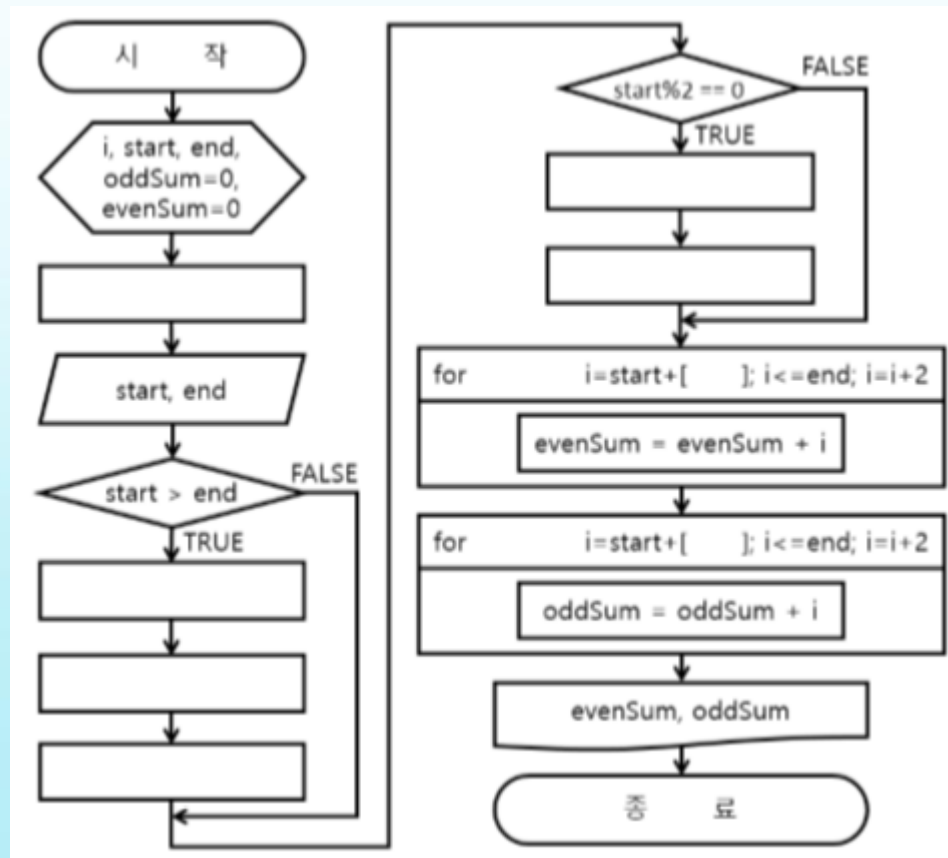 시 작
i, start, end,
oddSum=0,
evenSum=0
start, end
start > end
FALSE
TRUE
start%2 == 0
FALSE
TRUE
for i=start+[ ]; i<=end; i=i+2
evenSum = evenSum + i
for i=start+[ ]; i<=end; i=i+2
oddSum = oddSum + i
evenSum, oddSum
종 료